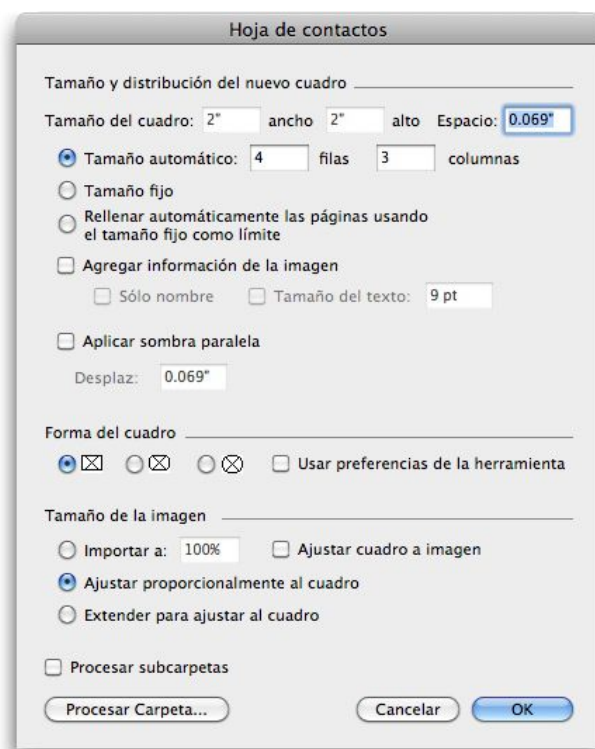 Hoja de contactos
Tamaño y distribución del nuevo cuadro
Tamaño del cuadro: 2" ancho 2" alto Espacio: 0.069"
Tamaño automático: 4 filas 3 columnas
Tamaño fijo
Rellenar automáticamente las páginas usando
el tamaño fijo como límite
Agregar información de la imagen
Sólo nombre Tamaño del texto: 9 pt
Aplicar sombra paralela
Desplaz: 0.069"
Forma del cuadro
Usar preferencias de la herramienta
Tamaño de la imagen
Importar a: 100% Ajustar cuadro a imagen
Ajustar proporcionalmente al cuadro
Extender para ajustar al cuadro
Procesar subcarpetas
Procesar Carpeta... Cancelar OK